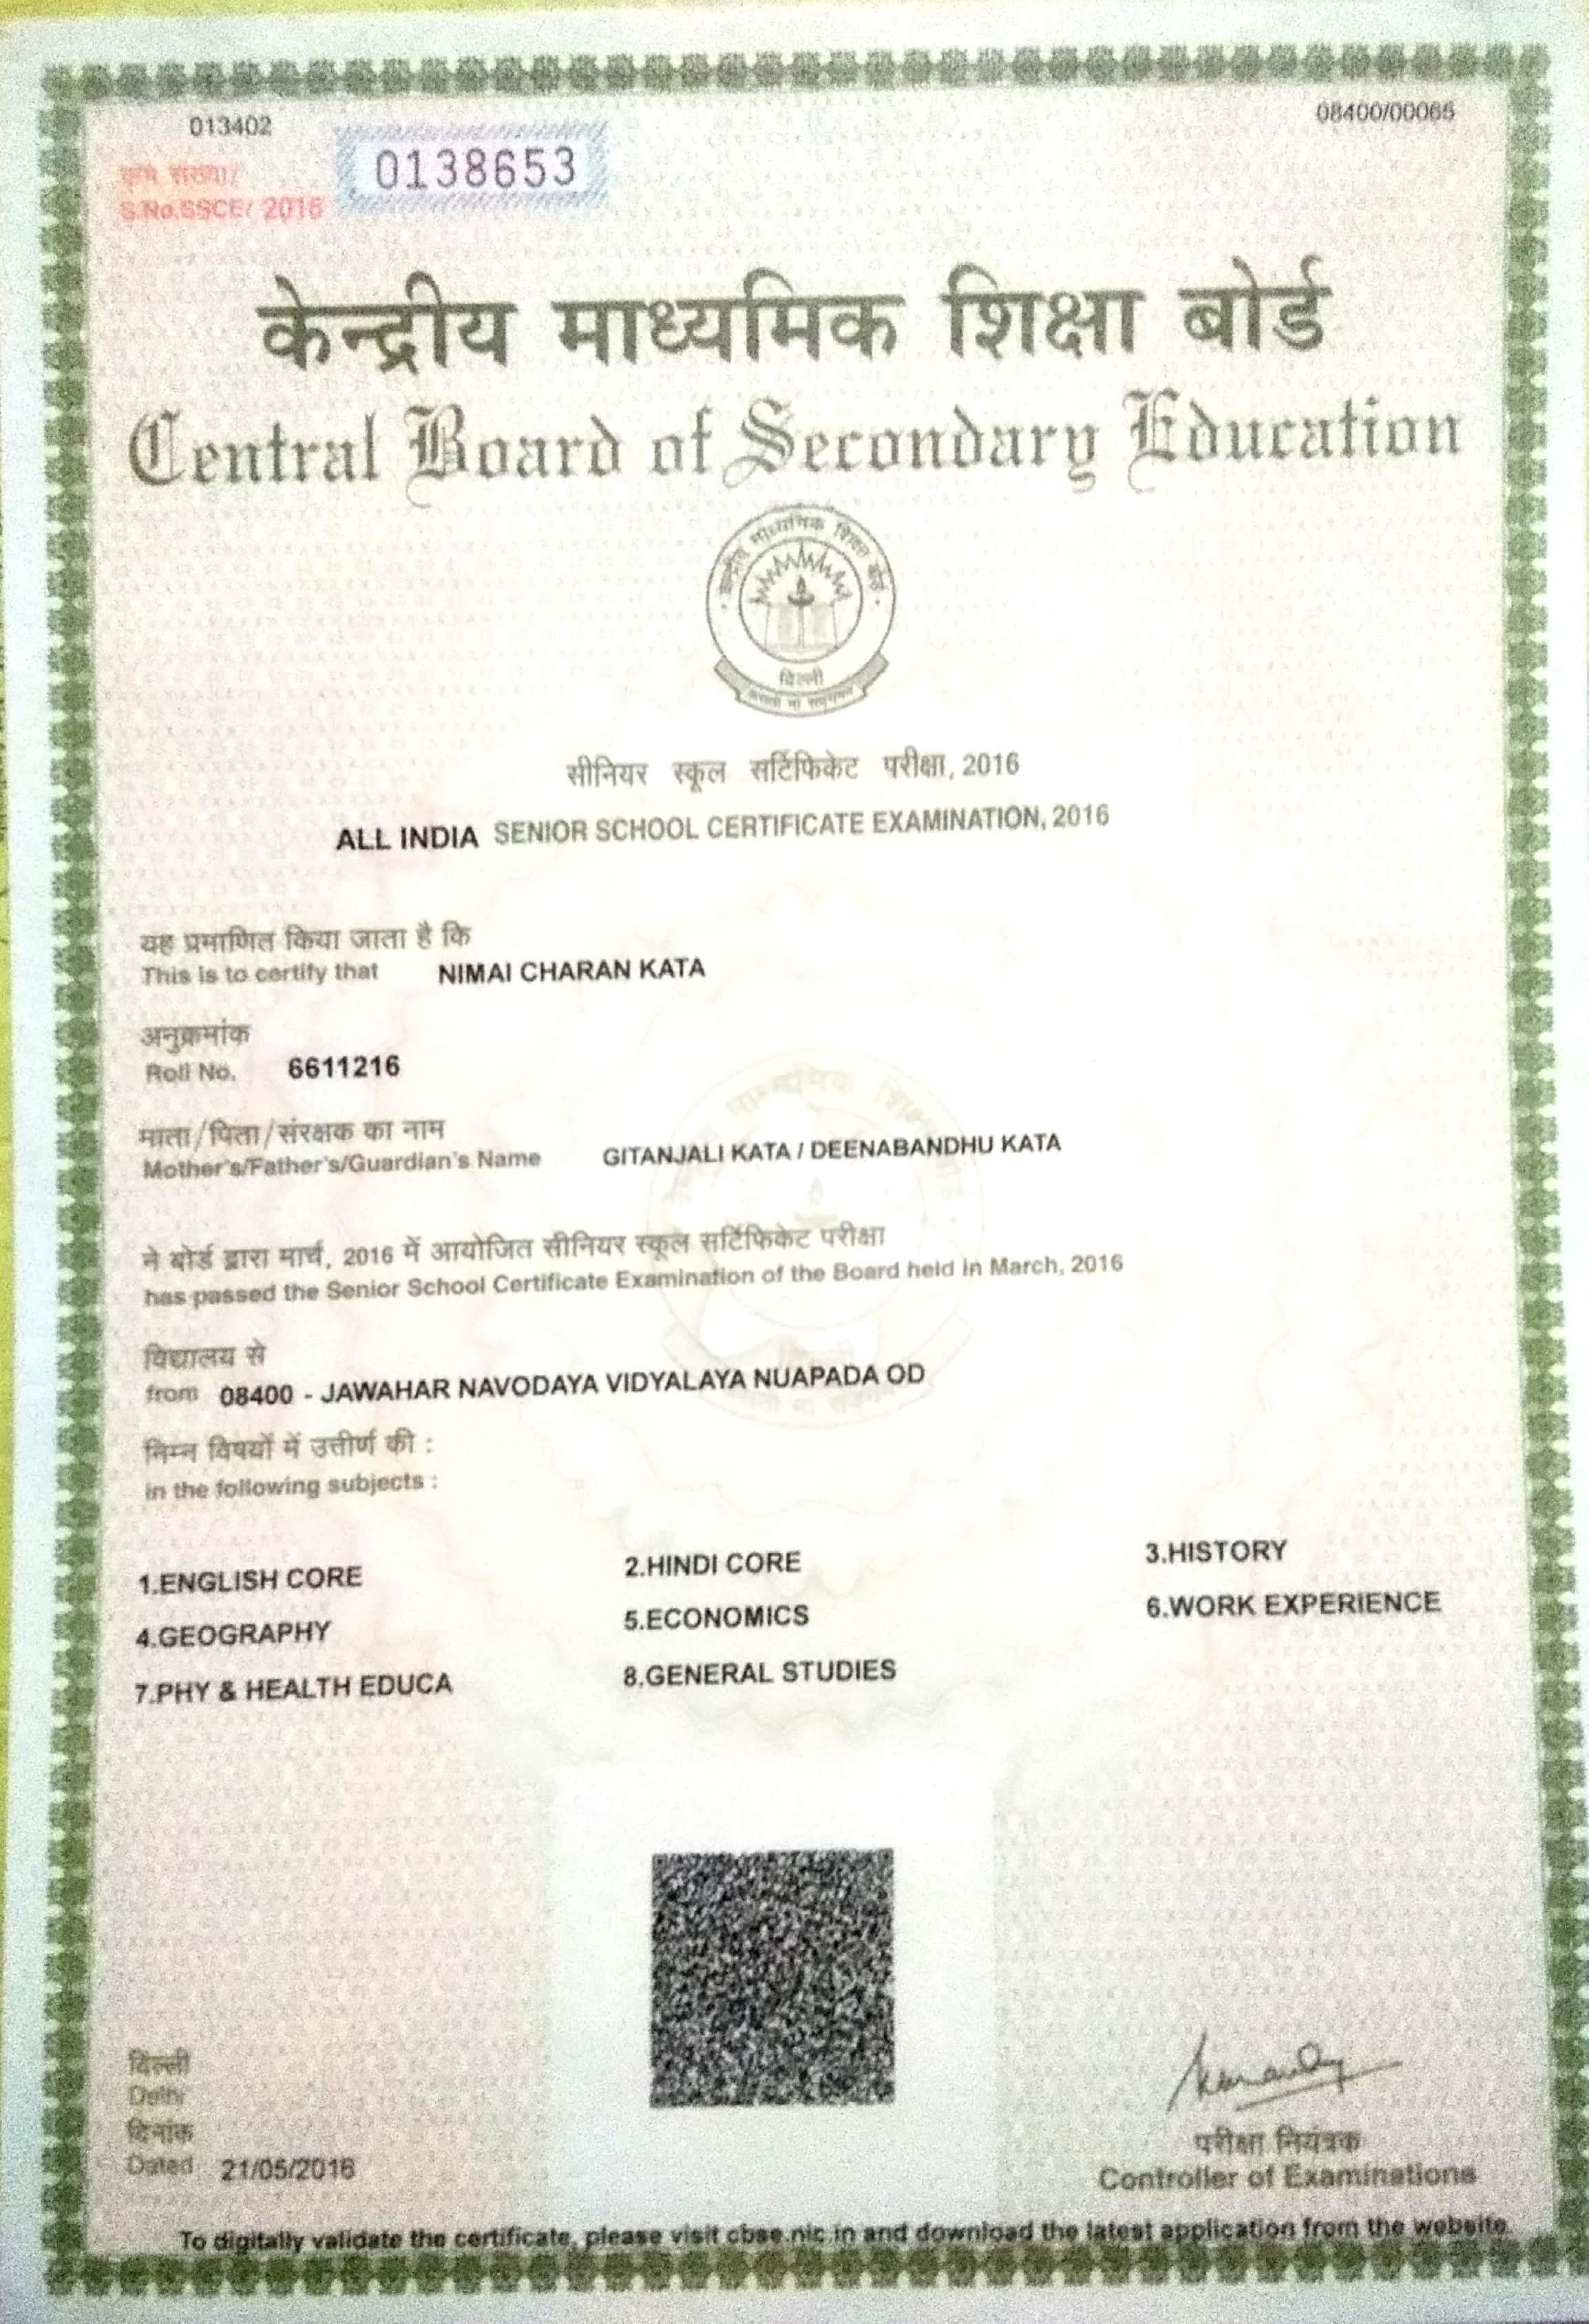 013402
08400/00066
क्रम संख्या/
S.No.SSCE/ 2016
0138653
केन्द्रीय माध्यमिक शिक्षा बोर्ड
Central Board of Secondary Education
केन्द्रीय माध्यमिक शिक्षा बोर्ड
दिल्ली
असतो मा सद्गमय
सीनियर स्कूल सर्टिफिकेट परीक्षा, 2016
ALL INDIA SENIOR SCHOOL CERTIFICATE EXAMINATION, 2016
यह प्रमाणित किया जाता है कि
This is to certify that NIMAI CHARAN KATA
अनुक्रमांक
Roll No. 6611216
माता/पिता/संरक्षक का नाम
Mother's/Father's/Guardian's Name GITANJALI KATA / DEENABANDHU KATA
ने बोर्ड द्वारा मार्च, 2016 में आयोजित सीनियर स्कूल सर्टिफिकेट परीक्षा
has passed the Senior School Certificate Examination of the Board held in March, 2016
विद्यालय से
from 08400 - JAWAHAR NAVODAYA VIDYALAYA NUAPADA OD
निम्न विषयों में उत्तीर्ण की :
in the following subjects :
1.ENGLISH CORE 2.HINDI CORE 3.HISTORY
4.GEOGRAPHY 5.ECONOMICS 6.WORK EXPERIENCE
7.PHY & HEALTH EDUCA 8.GENERAL STUDIES
दिल्ली
Delhi
दिनांक
Dated 21/05/2016
परीक्षा नियंत्रक
Controller of Examinations
To digitally validate the certificate, please visit cbse.nic.in and download the latest application from the website.